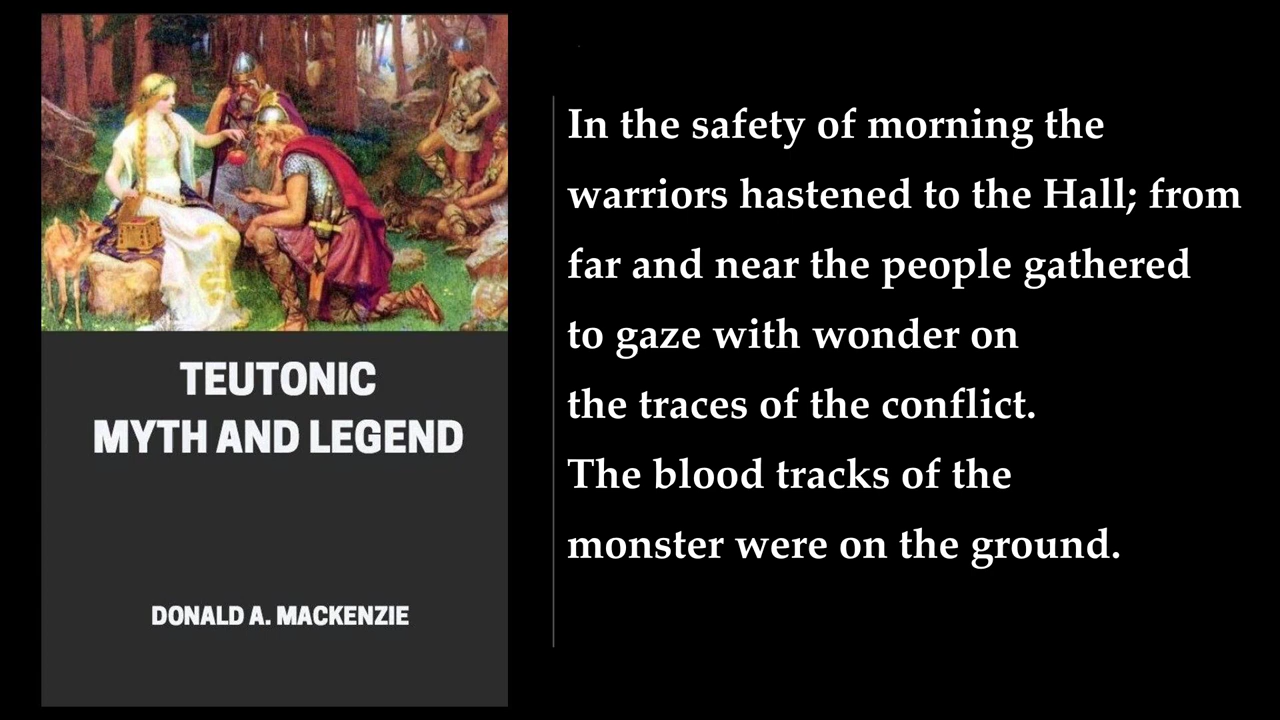 TEUTONIC
MYTH AND LEGEND
DONALD A. MACKENZIE
In the safety of morning the
warriors hastened to the Hall; from
far and near the people gathered
to gaze with wonder on
the traces of the conflict.
The blood tracks of the
monster were on the ground.